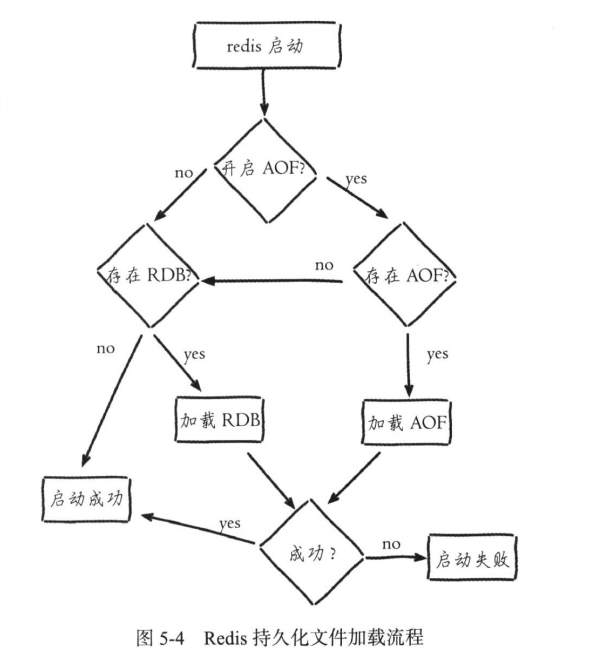 redis 启动
开启 AOF?
no
yes
存在 RDB?
no
存在 AOF?
no
yes
yes
加载 RDB
加载 AOF
启动成功
yes
成功?
no
启动失败
图 5-4 Redis 持久化文件加载流程